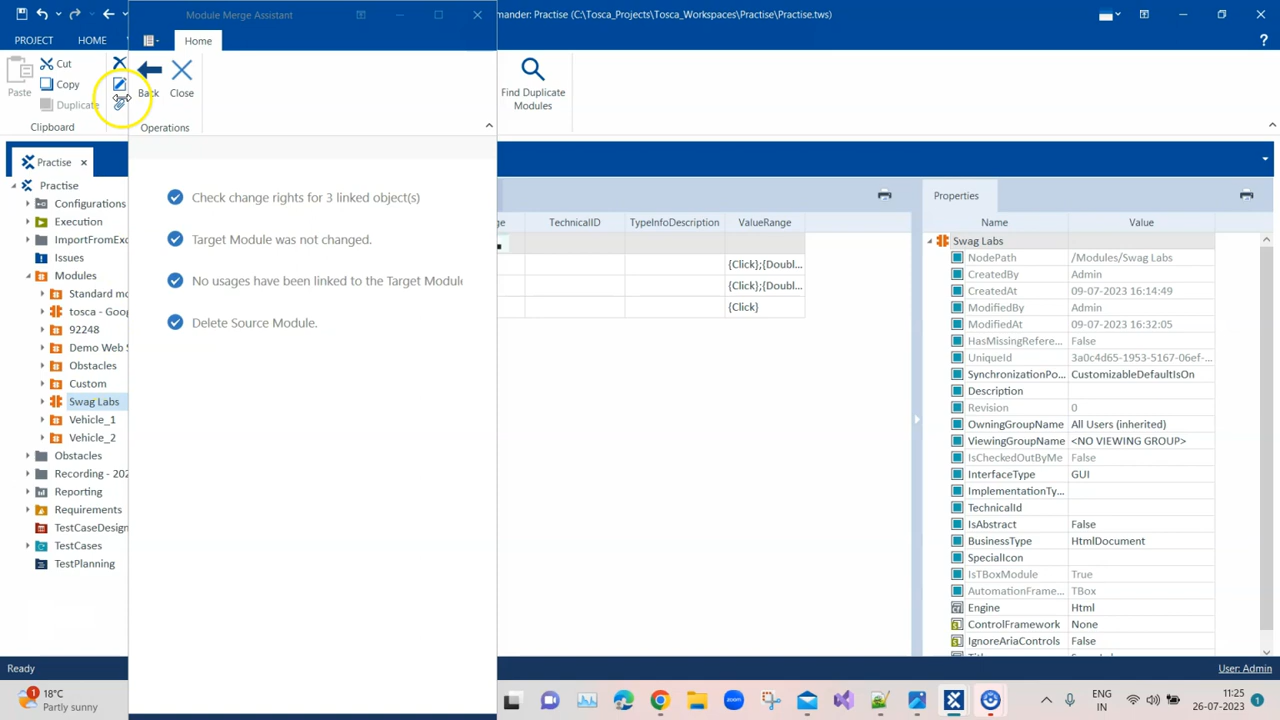 Module Merge Assistant
mander: Practise (C:\Tosca_Projects\Tosca_Workspaces\Practise\Practise.tws)
PROJECT
HOME
Home
?
Paste
Cut
Copy
Duplicate
Clipboard
Back
Close
Operations
Find Duplicate
Modules
Practise
Practise
Configurations
Execution
ImportFromExc
Issues
Modules
Standard mo
tosca - Goog
92248
Demo Web S
Obstacles
Custom
Swag Labs
Vehicle_1
Vehicle_2
Obstacles
Recording - 202
Reporting
Requirements
TestCaseDesign
TestCases
TestPlanning
Check change rights for 3 linked object(s)
Target Module was not changed.
No usages have been linked to the Target Module
Delete Source Module.
ge
TechnicalID
TypeInfoDescription
ValueRange
{Click};{Doubl...
{Click};{Doubl...
{Click}
Properties
Name
Value
Swag Labs
NodePath /Modules/Swag Labs
CreatedBy Admin
CreatedAt 09-07-2023 16:14:49
ModifiedBy Admin
ModifiedAt 09-07-2023 16:32:05
HasMissingRefere... False
UniqueId 3a0c4d65-1953-5167-06ef-...
SynchronizationPo... CustomizableDefaultIsOn
Description
Revision 0
OwningGroupName All Users (inherited)
ViewingGroupName <NO VIEWING GROUP>
IsCheckedOutByMe False
InterfaceType GUI
ImplementationTy...
TechnicalId
IsAbstract False
BusinessType HtmlDocument
SpecialIcon
IsTBoxModule True
AutomationFrame... TBox
Engine Html
ControlFramework None
IgnoreAriaControls False
Ready
User: Admin
1
18°C
Partly sunny
ENG
IN
11:25
26-07-2023
1